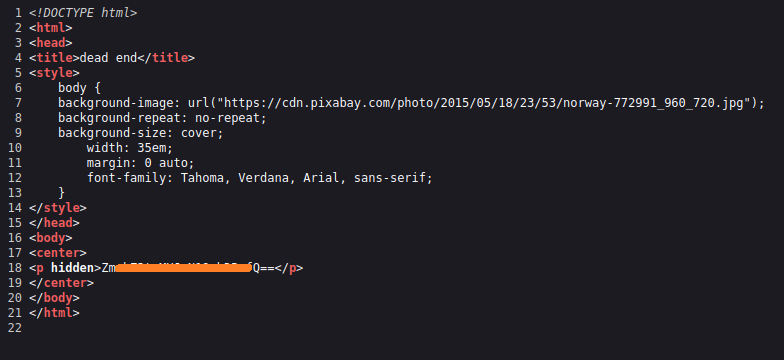 1 <!DOCTYPE html>
2 <html>
3 <head>
4 <title>dead end</title>
5 <style>
6     body {
7     background-image: url("https://cdn.pixabay.com/photo/2015/05/18/23/53/norway-772991_960_720.jpg");
8     background-repeat: no-repeat;
9     background-size: cover;
10         width: 35em;
11         margin: 0 auto;
12         font-family: Tahoma, Verdana, Arial, sans-serif;
13     }
14 </style>
15 </head>
16 <body>
17 <center>
18 <p hidden>Q==</p>
19 </center>
20 </body>
21 </html>
22